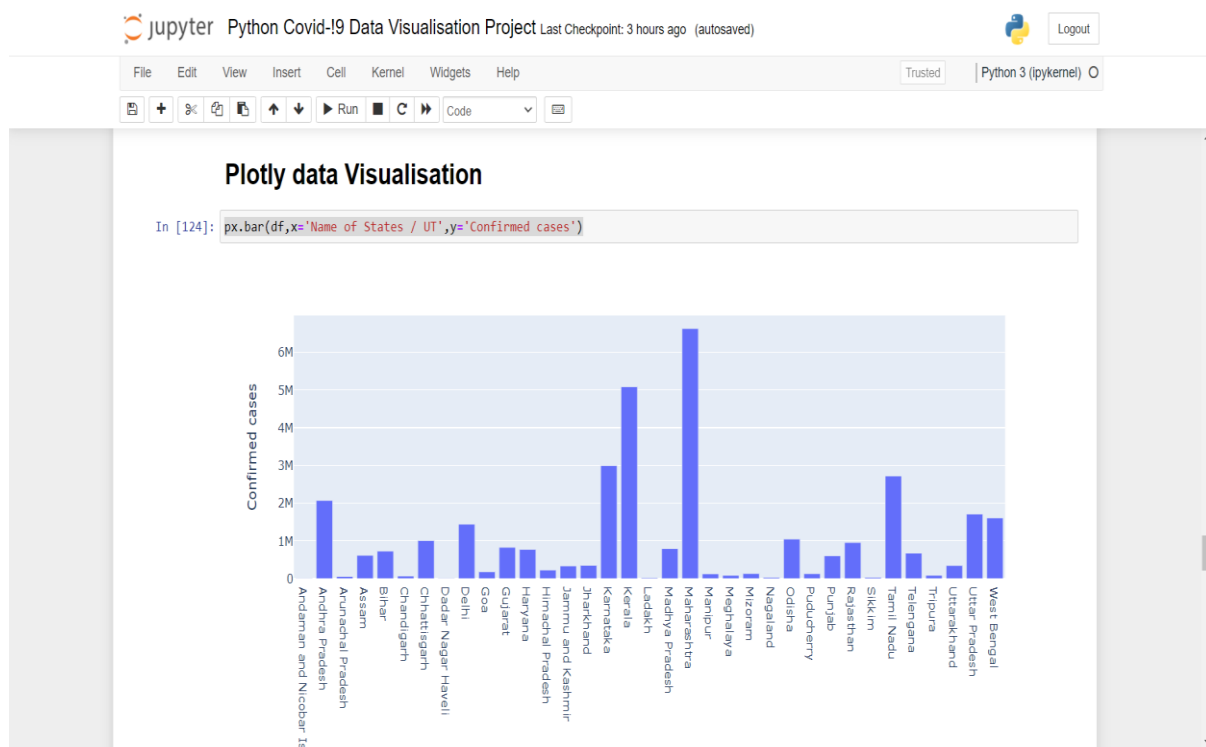 jupyter Python Covid-!9 Data Visualisation Project Last Checkpoint: 3 hours ago (autosaved) Logout
File Edit View Insert Cell Kernel Widgets Help Trusted Python 3 (ipykernel)
Run Code
Plotly data Visualisation
In [124]: px.bar(df,x='Name of States / UT',y='Confirmed cases')
Confirmed cases
6M
5M
4M
3M
2M
1M
0
Andaman and Nicobar
Andhra Pradesh
Arunachal Pradesh
Assam
Bihar
Chandigarh
Chhattisgarh
Dadar Nagar Haveli
Delhi
Goa
Gujarat
Haryana
Himachal Pradesh
Jammu and Kashmir
Jharkhand
Karnataka
Kerala
Ladakh
Madhya Pradesh
Maharashtra
Manipur
Meghalaya
Mizoram
Nagaland
Odisha
Puducherry
Punjab
Rajasthan
Sikkim
Tamil Nadu
Telengana
Tripura
Uttarakhand
Uttar Pradesh
West Bengal